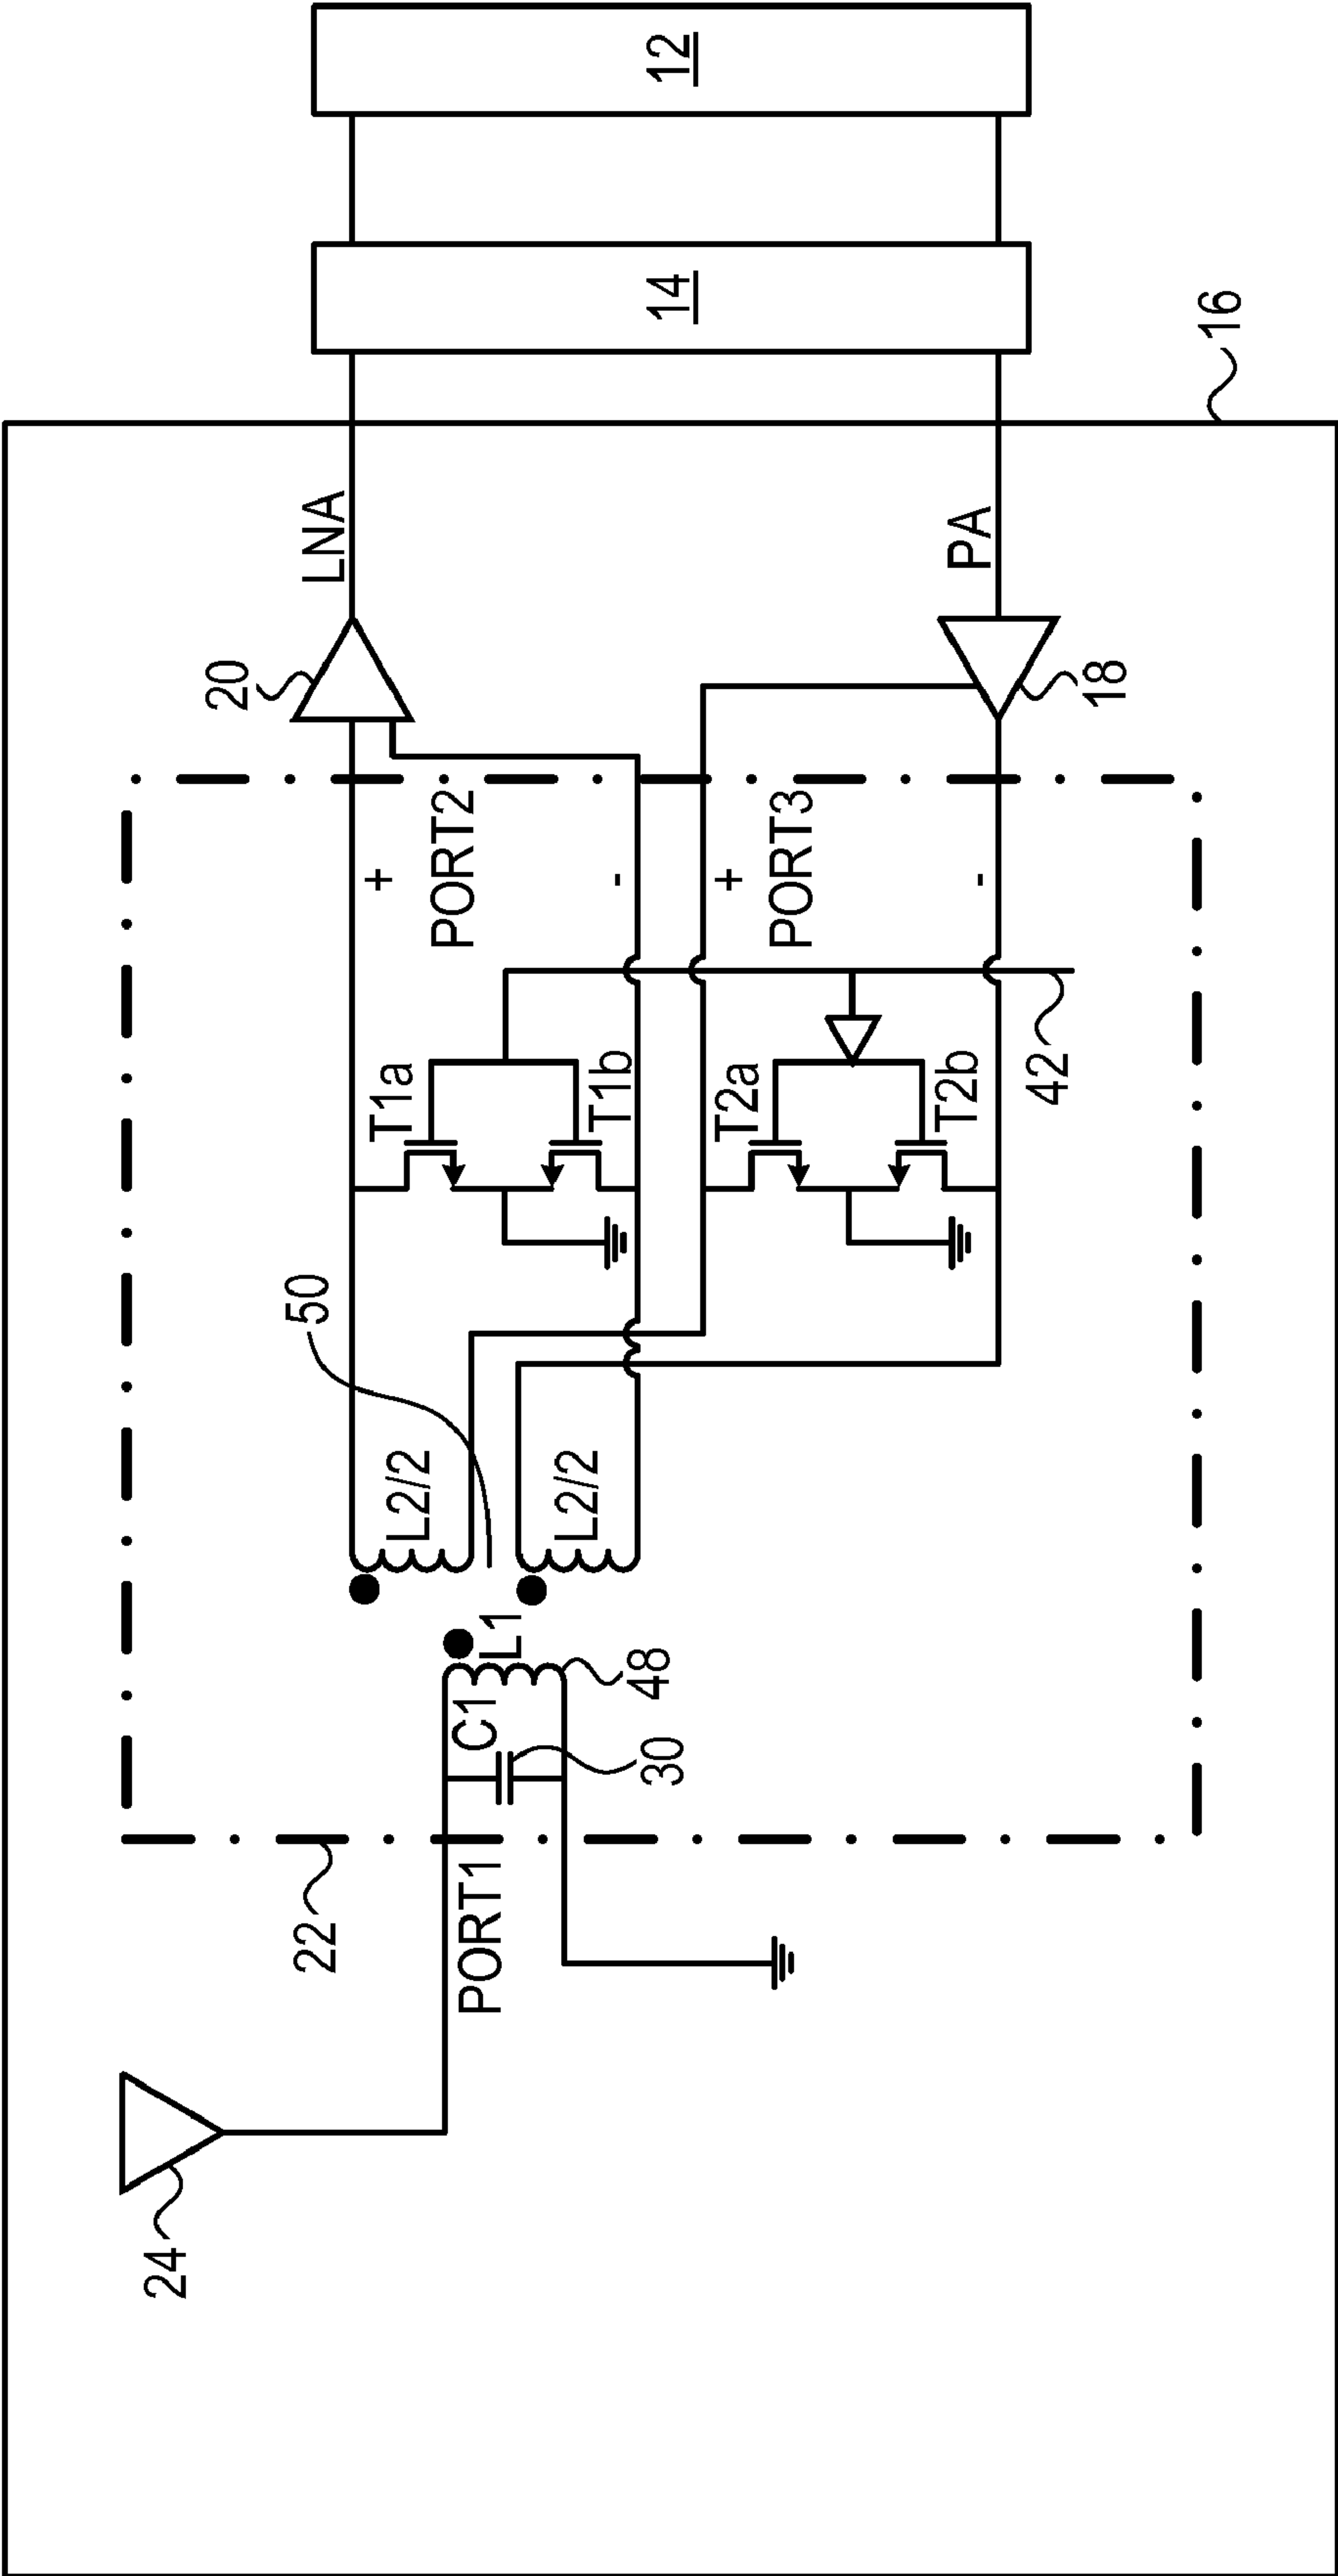 12
14
16
LNA
PA
20
18
+
PORT2
-
+
PORT3
-
T1a
T1b
T2a
T2b
42
50
L2/2
L2/2
L1
48
C1
30
22
PORT1
24